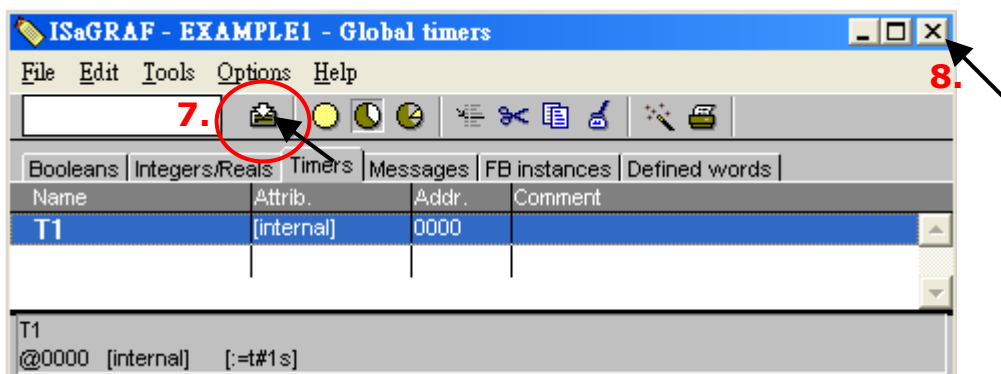 ISaGRAF - EXAMPLE1 - Global timers
File Edit Tools Options Help
8.
7.
Booleans Integers/Reals Timers Messages FB instances Defined words
Name Attrib. Addr. Comment
T1 [internal] 0000
T1
@0000 [internal] [:=t#1s]